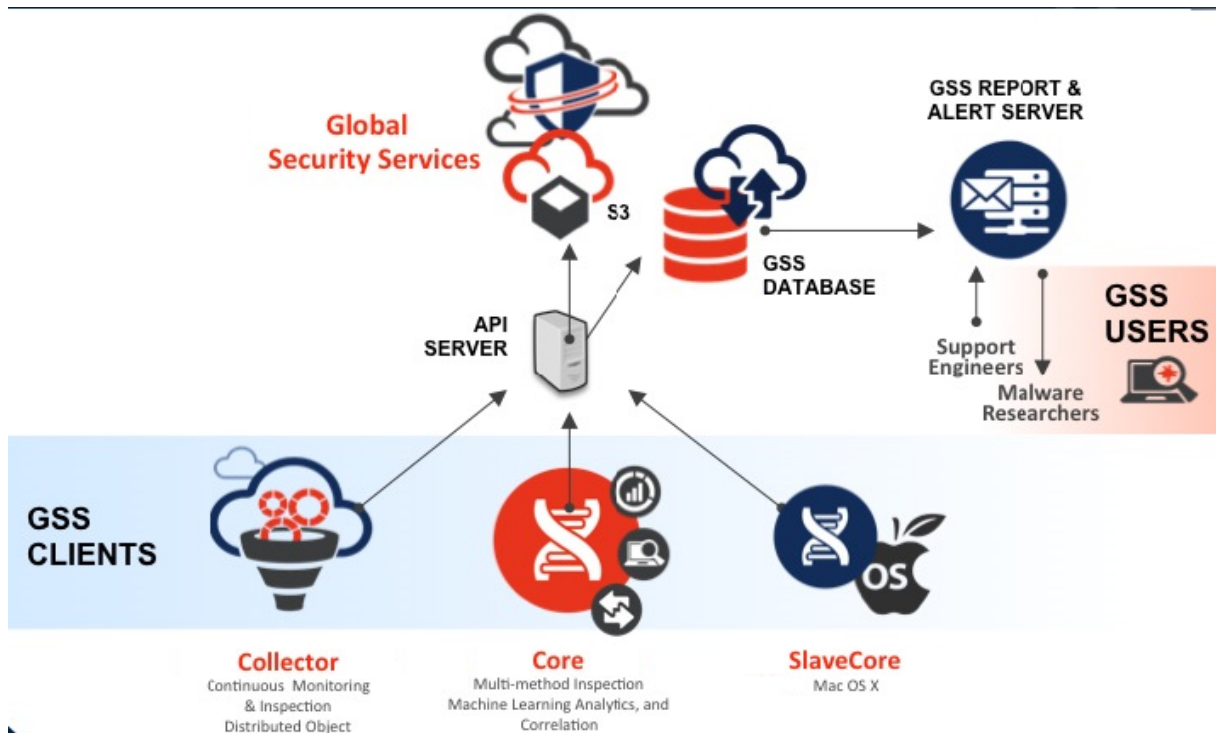 Global
Security Services
S3
GSS REPORT &
ALERT SERVER
GSS
DATABASE
API
SERVER
GSS
USERS
Support
Engineers
Malware
Researchers
GSS
CLIENTS
OS
Collector
Continuous Monitoring
& Inspection
Distributed Object
Core
Multi-method Inspection
Machine Learning Analytics, and
Correlation
SlaveCore
Mac OS X